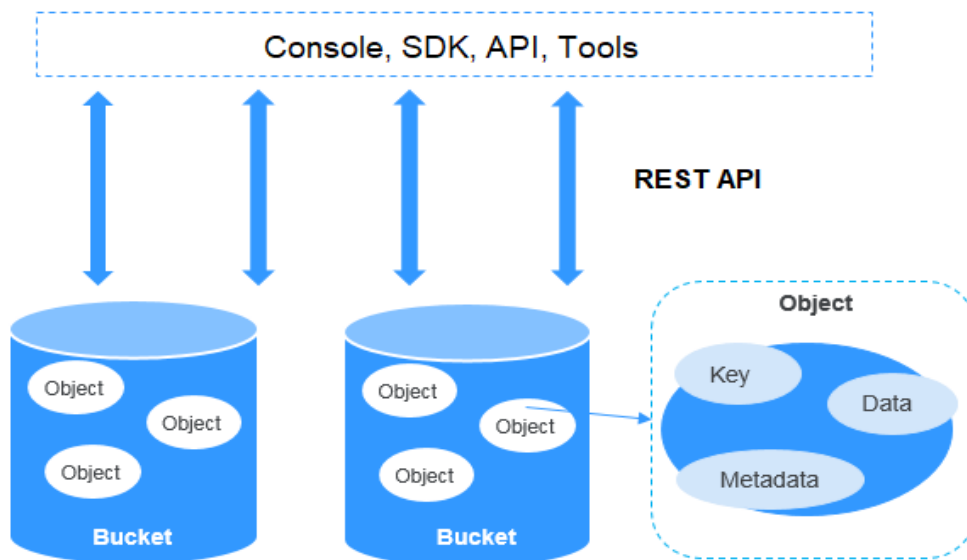 Console, SDK, API, Tools
REST API
Object
Object
Object
Bucket
Object
Object
Object
Bucket
Object
Key
Data
Metadata